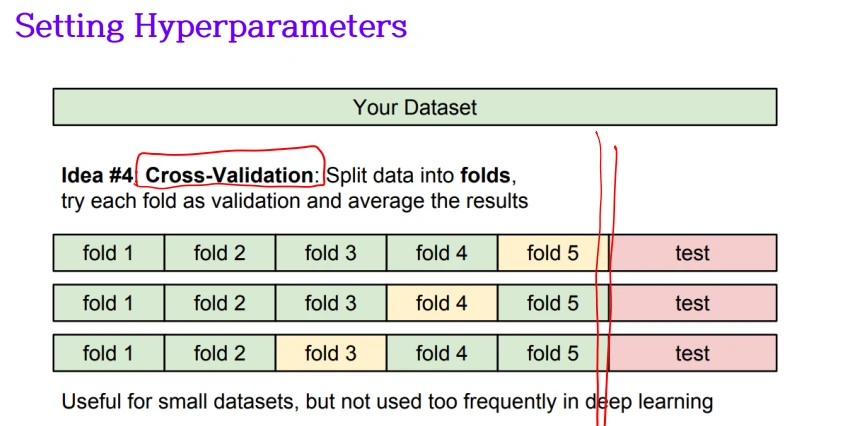 Setting Hyperparameters
Your Dataset
Idea #4: Cross-Validation: Split data into folds,
try each fold as validation and average the results
fold 1 fold 2 fold 3 fold 4 fold 5 test
fold 1 fold 2 fold 3 fold 4 fold 5 test
fold 1 fold 2 fold 3 fold 4 fold 5 test
Useful for small datasets, but not used too frequently in deep learning